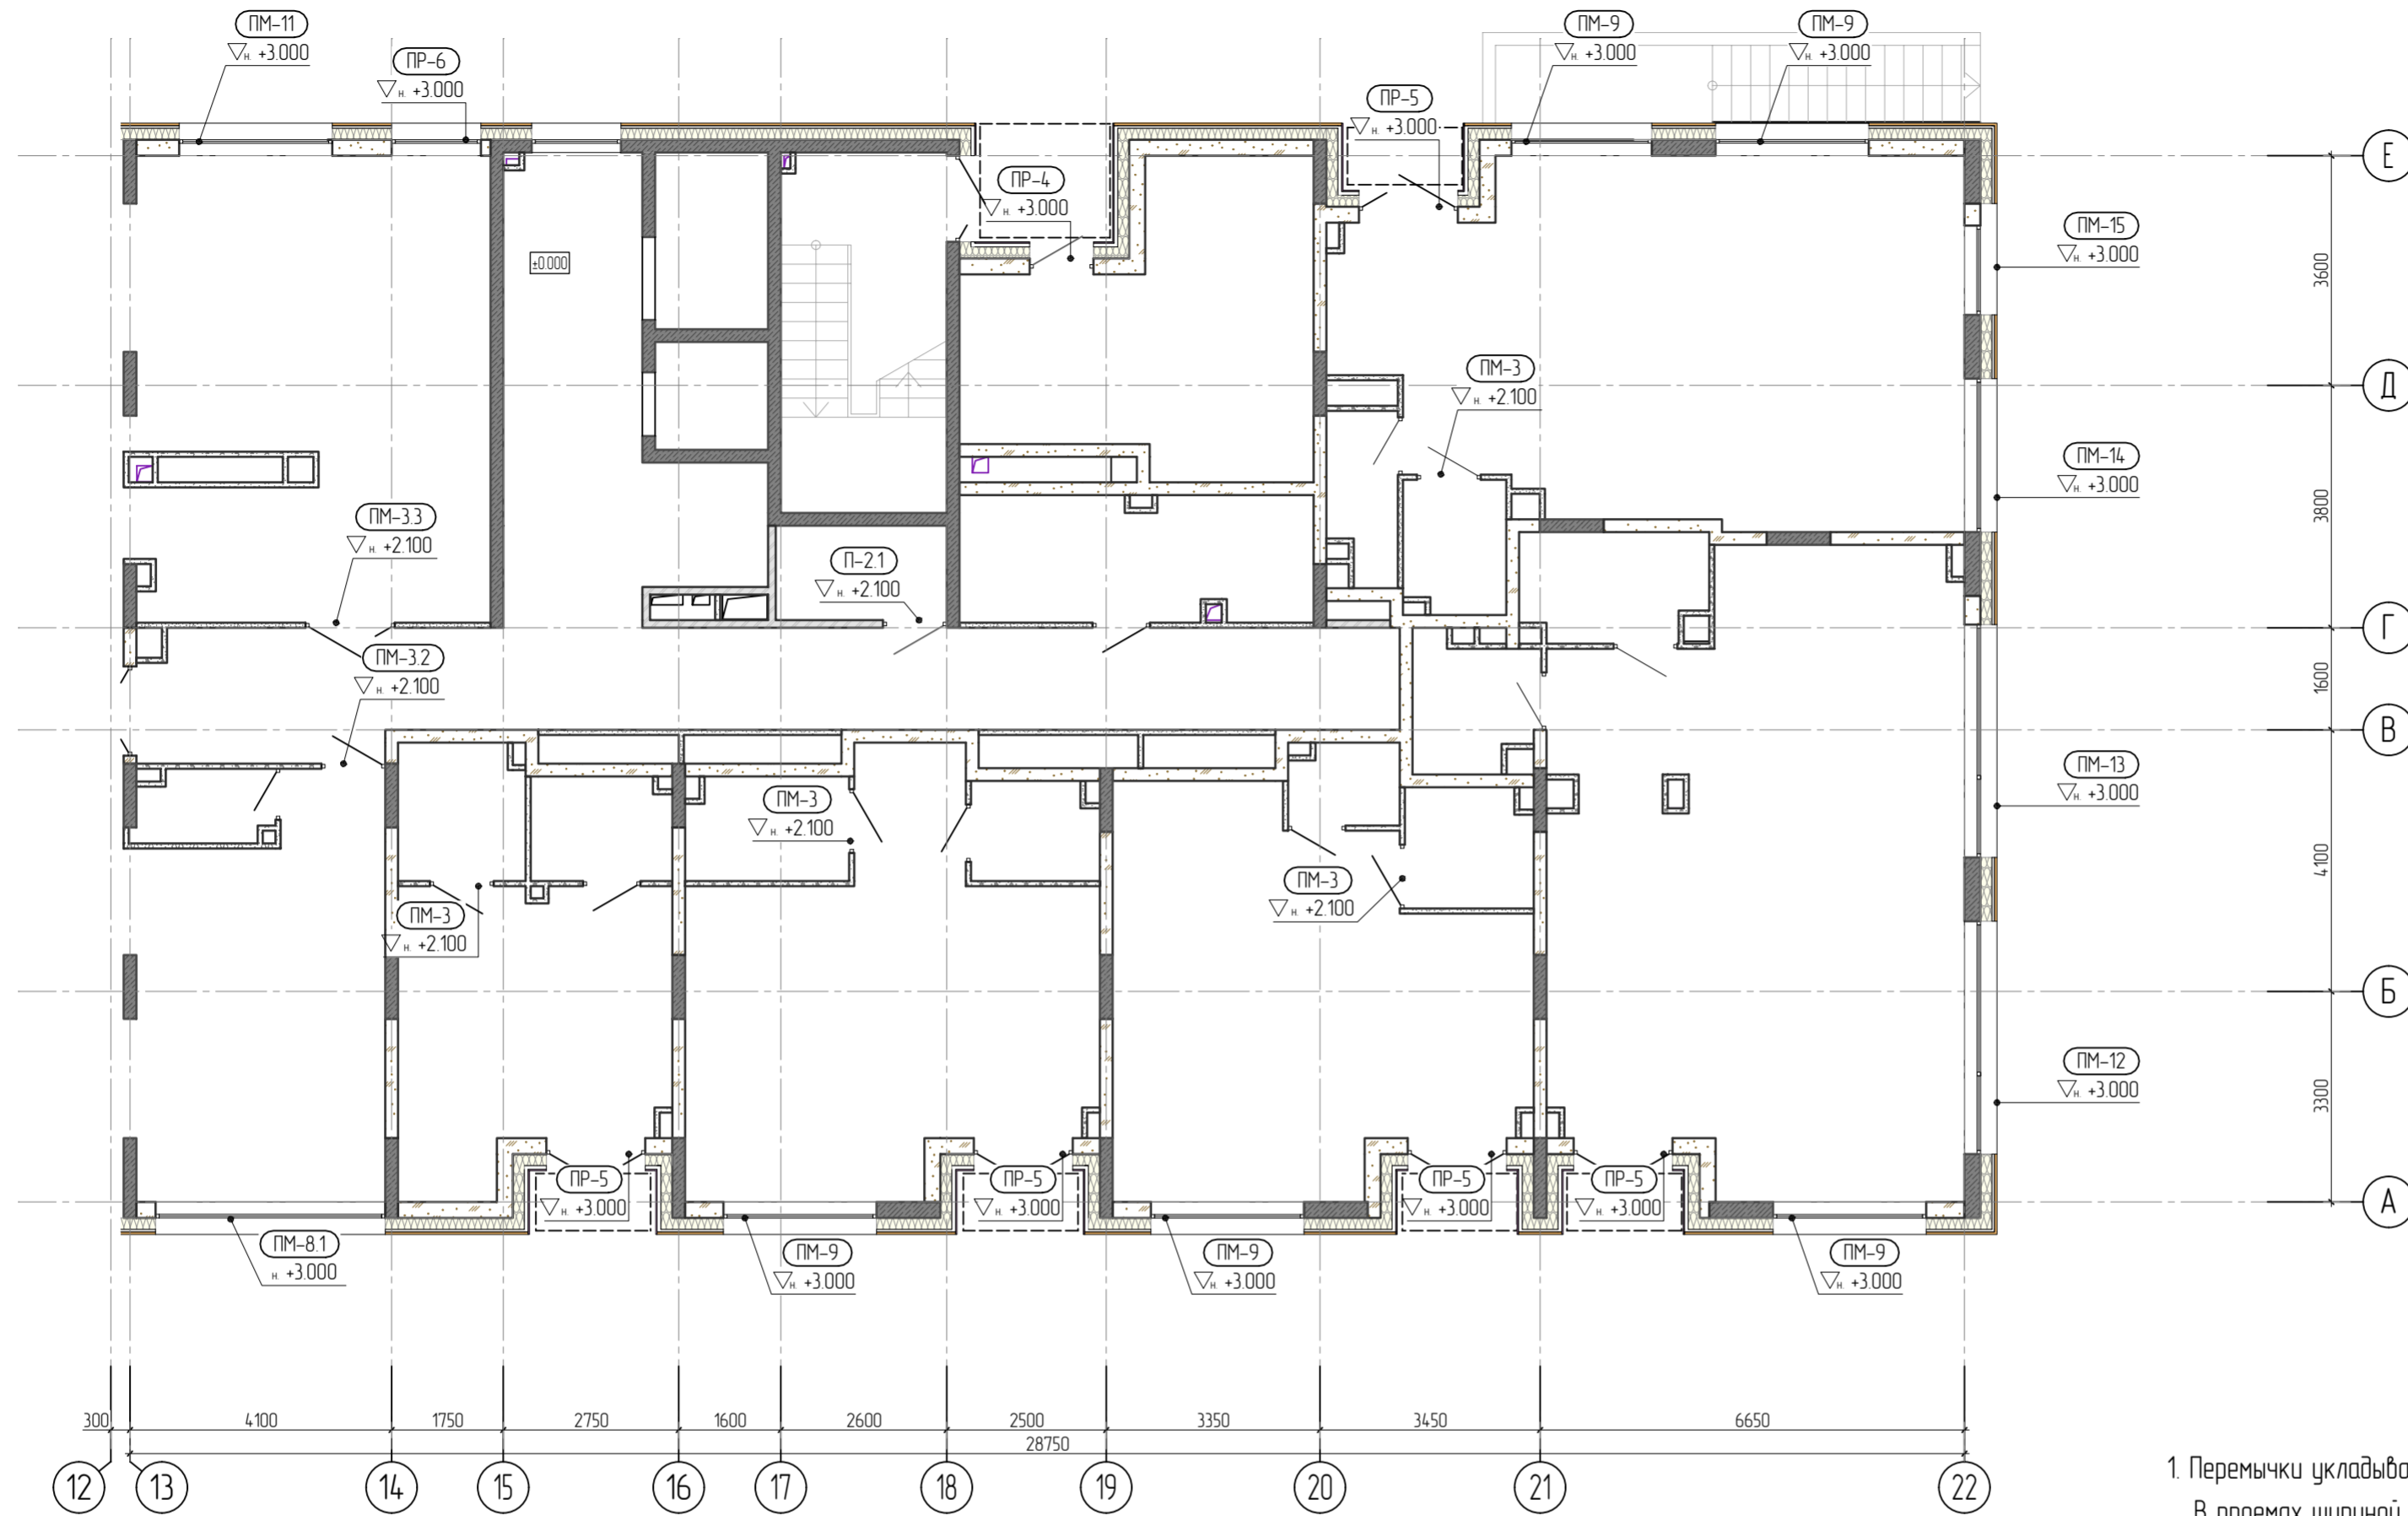 ПМ-11
н. +3.000
ПР-6
н. +3.000
ПМ-9
н. +3.000
ПМ-9
н. +3.000
ПР-5
н. +3.000
Е
ПР-4
н. +3.000
ПМ-15
н. +3.000
±0.000
3600
ПМ-3
н. +2.100
Д
ПМ-14
н. +3.000
ПМ-3.3
н. +2.100
3800
П-2.1
н. +2.100
Г
ПМ-3.2
н. +2.100
1600
В
ПМ-13
н. +3.000
ПМ-3
н. +2.100
4100
ПМ-3
н. +2.100
ПМ-3
н. +2.100
Б
ПМ-12
н. +3.000
3300
ПР-5
н. +3.000
ПР-5
н. +3.000
ПР-5
н. +3.000
ПР-5
н. +3.000
А
ПМ-8.1
н. +3.000
ПМ-9
н. +3.000
ПМ-9
н. +3.000
ПМ-9
н. +3.000
300 4100 1750 2750 1600 2600 2500 3350 3450 6650
28750
12 13 14 15 16 17 18 19 20 21 22
1. Перемычки укладыва
В проемах шириной